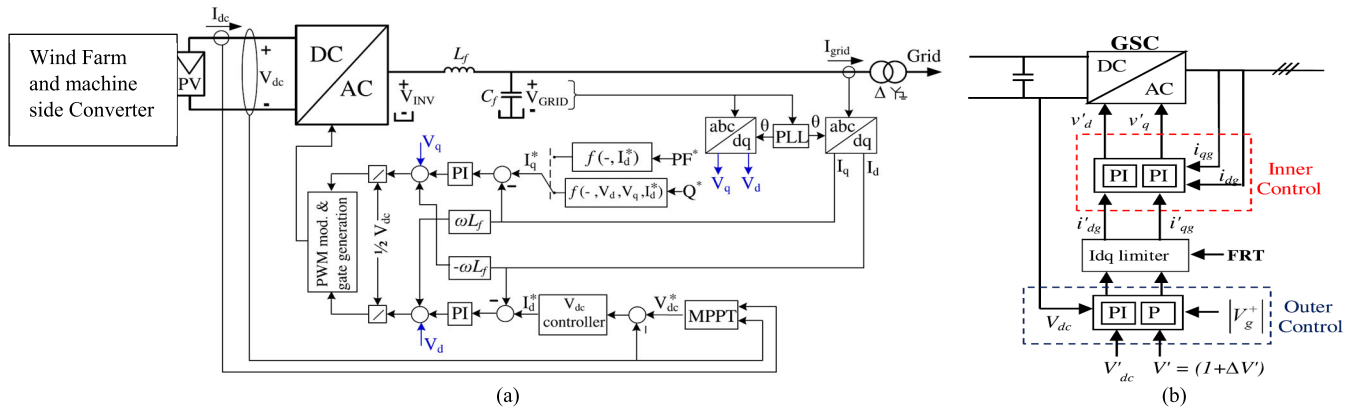 Wind Farm
and machine
side Converter
PV
I_dc
+
V_dc
-
DC
AC
+
V_INV
-
L_f
C_f
+
V_GRID
-
I_grid
Grid
Δ
Y
abc
dq
θ
PLL
θ
abc
dq
V_q
V_d
I_q
I_d
V_q
PI
I_q^*
-
f(-, I_d^*)
PF^*
f(-, V_d, V_q, I_d^*)
Q^*
PWM mod. &
gate generation
½ V_dc
ωL_f
-ωL_f
PI
V_d
-
I_d^*
V_dc
controller
V_dc^*
-
MPPT
(a)
GSC
DC
AC
v'_d
v'_q
i_qg
i_dg
PI
PI
Inner
Control
i'_dg
i'_qg
Idq limiter
FRT
V_dc
PI
P
|V_g^+|
Outer
Control
V'_dc
V' = (1+ΔV')
(b)